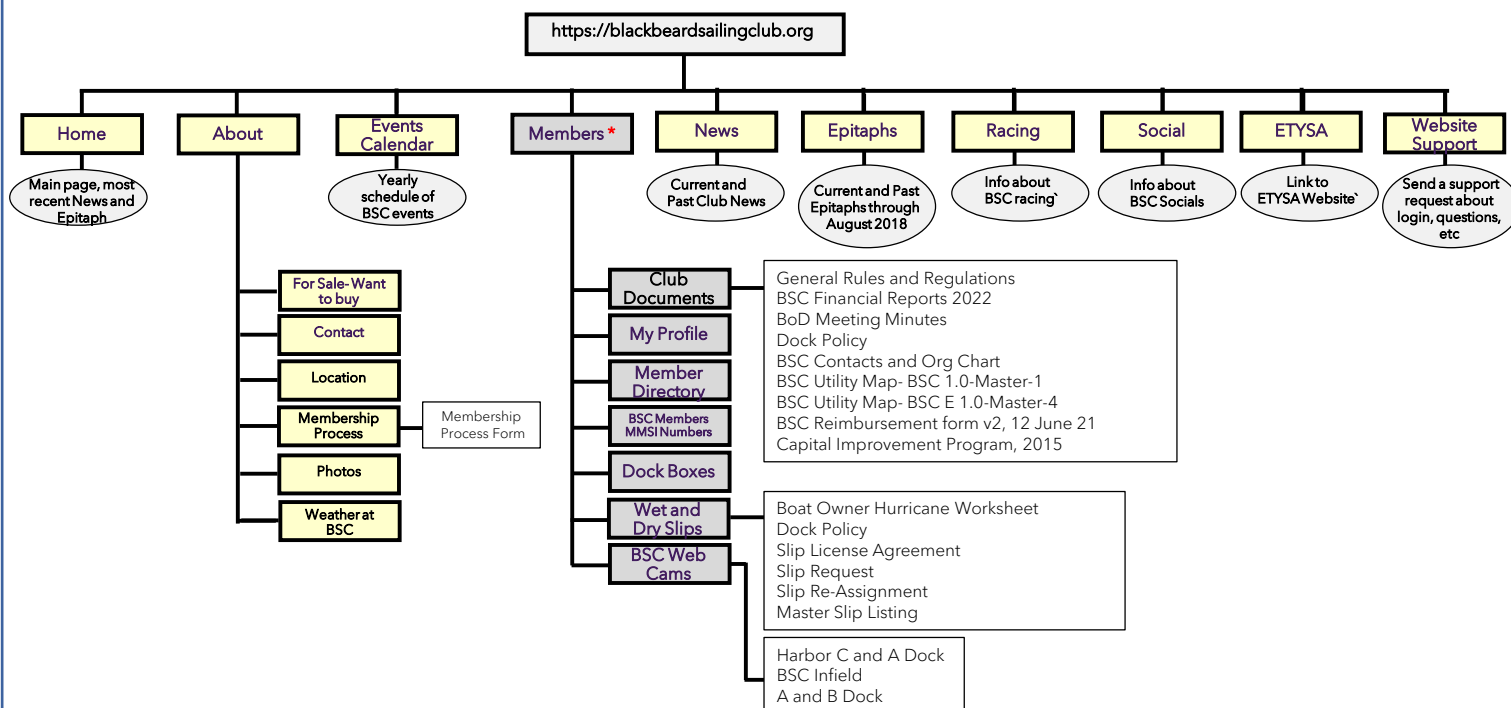 https://blackbeardsailingclub.org
Home
About
Events
Calendar
Members *
News
Epitaphs
Racing
Social
ETYSA
Website
Support
Main page, most
recent News and
Epitaph
Yearly
schedule of
BSC events
Current and
Past Club News
Current and Past
Epitaphs through
August 2018
Info about
BSC racing`
Info about
BSC Socials
Link to
ETYSA Website`
Send a support
request about
login, questions,
etc
For Sale-Want
to buy
Contact
Location
Membership
Process
Membership
Process Form
Photos
Weather at
BSC
Club
Documents
My Profile
Member
Directory
BSC Members
MMSI Numbers
Dock Boxes
Wet and
Dry Slips
BSC Web
Cams
General Rules and Regulations
BSC Financial Reports 2022
BoD Meeting Minutes
Dock Policy
BSC Contacts and Org Chart
BSC Utility Map- BSC 1.0-Master-1
BSC Utility Map- BSC E 1.0-Master-4
BSC Reimbursement form v2, 12 June 21
Capital Improvement Program, 2015
Boat Owner Hurricane Worksheet
Dock Policy
Slip License Agreement
Slip Request
Slip Re-Assignment
Master Slip Listing
Harbor C and A Dock
BSC Infield
A and B Dock